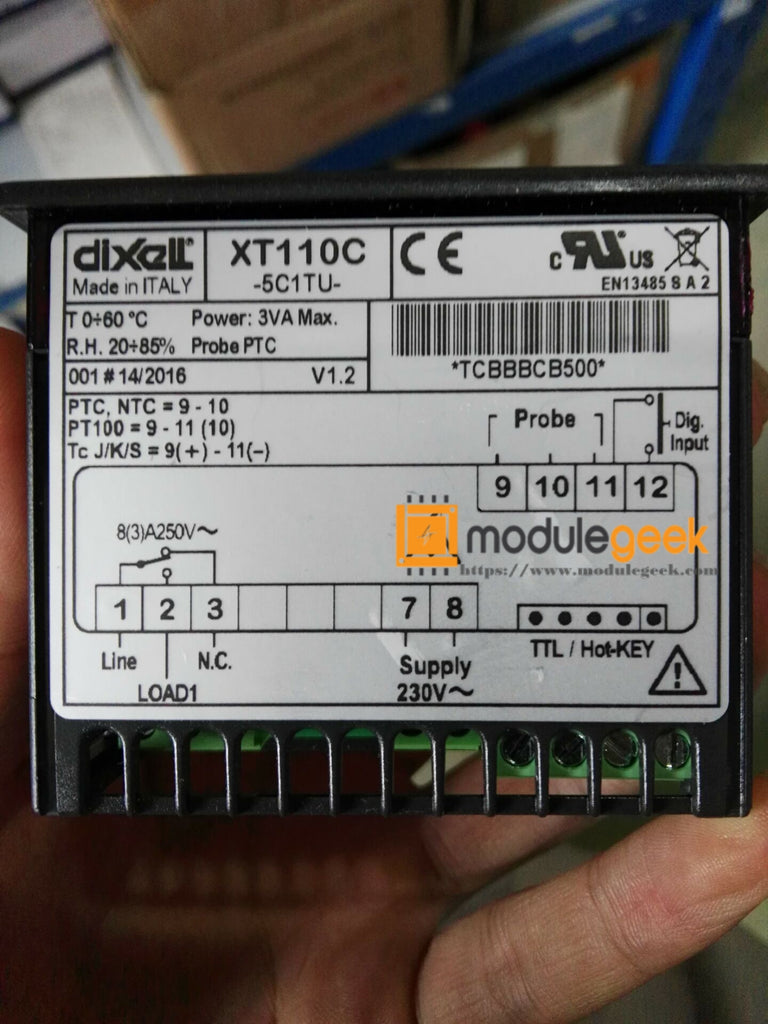 dixell®
Made in ITALY
XT110C
-5C1TU-
CE
c RU US
EN13485 S A 2
T 0÷60 °C Power: 3VA Max.
R.H. 20÷85% Probe PTC
*TCBBBCB500*
001 # 14/2016 V1.2
PTC, NTC = 9 - 10
PT100 = 9 - 11 (10)
Tc J/K/S = 9(+) - 11(-)
Probe
Dig.
Input
9 10 11 12
8(3)A250V~
modulegeek
https://www.modulegeek.com
1 2 3 7 8
Line N.C.
LOAD1
Supply
230V~
TTL / Hot-KEY
!